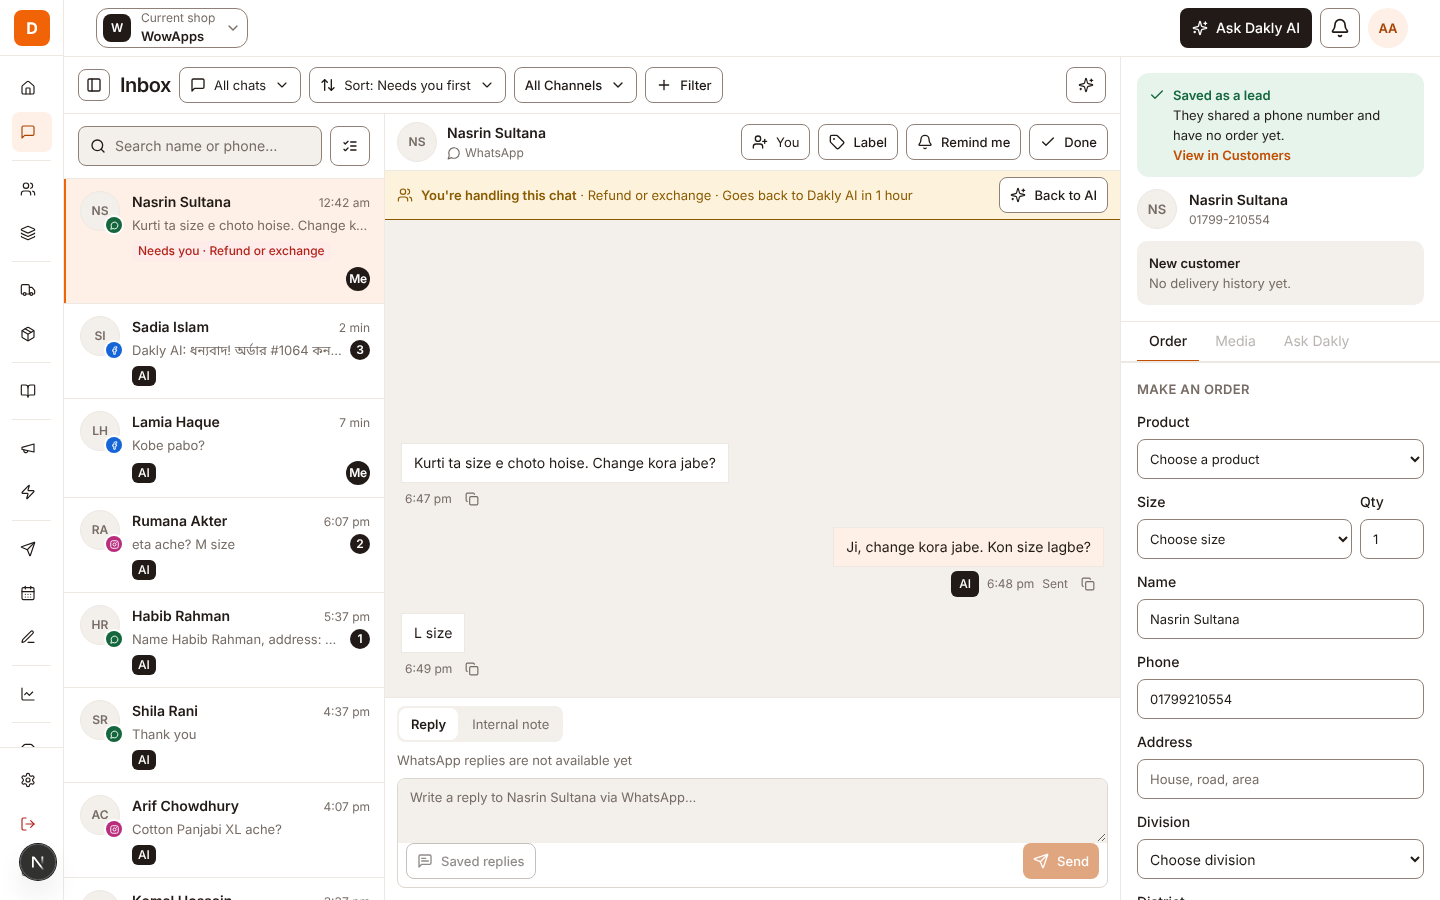 D
W
Current shop
WowApps
Ask Dakly AI
AA
Inbox
All chats
Sort: Needs you first
All Channels
Filter
Search name or phone...
NS
Nasrin Sultana
12:42 am
Kurti ta size e choto hoise. Change k...
Needs you · Refund or exchange
Me
SI
Sadia Islam
2 min
Dakly AI: ধন্যবাদ! অর্ডার #1064 কন...
3
AI
LH
Lamia Haque
7 min
Kobe pabo?
AI
Me
RA
Rumana Akter
6:07 pm
eta ache? M size
2
AI
HR
Habib Rahman
5:37 pm
Name Habib Rahman, address: ...
1
AI
SR
Shila Rani
4:37 pm
Thank you
AI
AC
Arif Chowdhury
4:07 pm
Cotton Panjabi XL ache?
AI
N
NS
Nasrin Sultana
WhatsApp
You
Label
Remind me
Done
You're handling this chat · Refund or exchange · Goes back to Dakly AI in 1 hour
Back to AI
Kurti ta size e choto hoise. Change kora jabe?
6:47 pm
Ji, change kora jabe. Kon size lagbe?
AI
6:48 pm Sent
L size
6:49 pm
Reply
Internal note
WhatsApp replies are not available yet
Write a reply to Nasrin Sultana via WhatsApp...
Saved replies
Send
Saved as a lead
They shared a phone number and
have no order yet.
View in Customers
NS
Nasrin Sultana
01799-210554
New customer
No delivery history yet.
Order
Media
Ask Dakly
MAKE AN ORDER
Product
Choose a product
Size
Qty
Choose size
1
Name
Nasrin Sultana
Phone
01799210554
Address
House, road, area
Division
Choose division